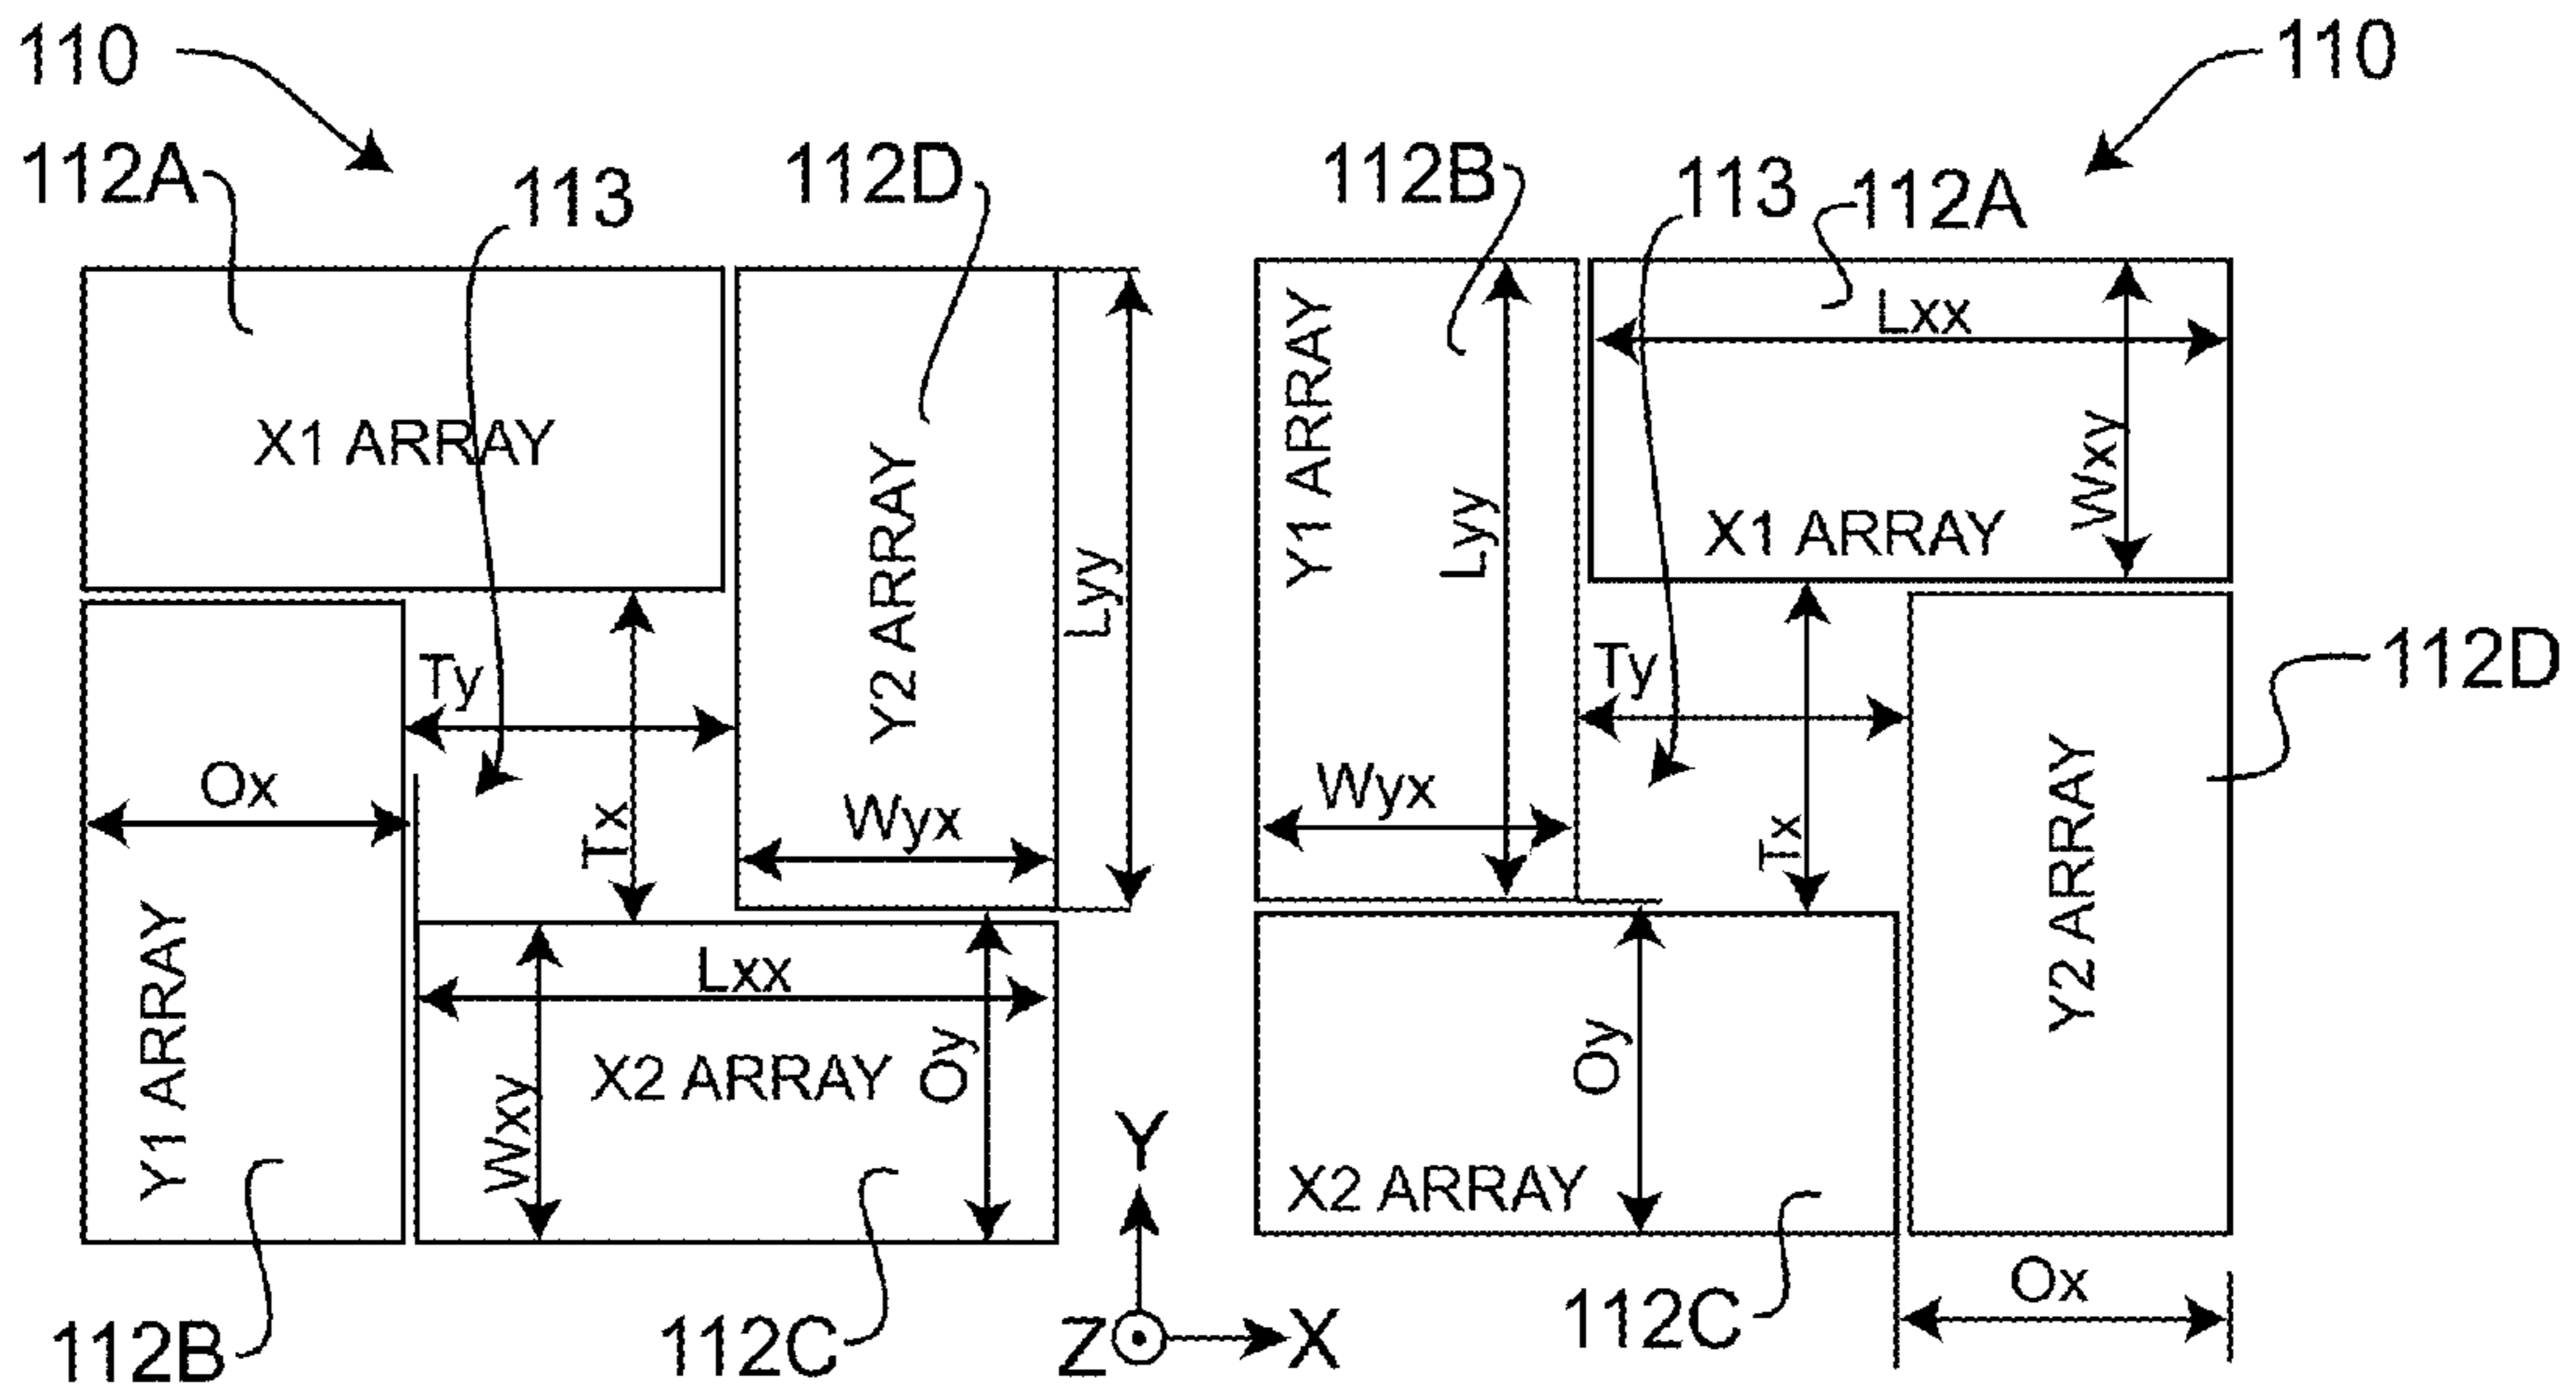 110
110
112A
113
112D
112B
113
112A
X1 ARRAY
Y2 ARRAY
Lyy
Y1 ARRAY
Lyy
Lxx
Wxy
X1 ARRAY
Ty
Tx
Ox
Wyx
Ty
Tx
Wyx
112D
Y1 ARRAY
Lxx
Wxy
X2 ARRAY
Oy
Y
Z
X
Oy
X2 ARRAY
Y2 ARRAY
Ox
112B
112C
112C